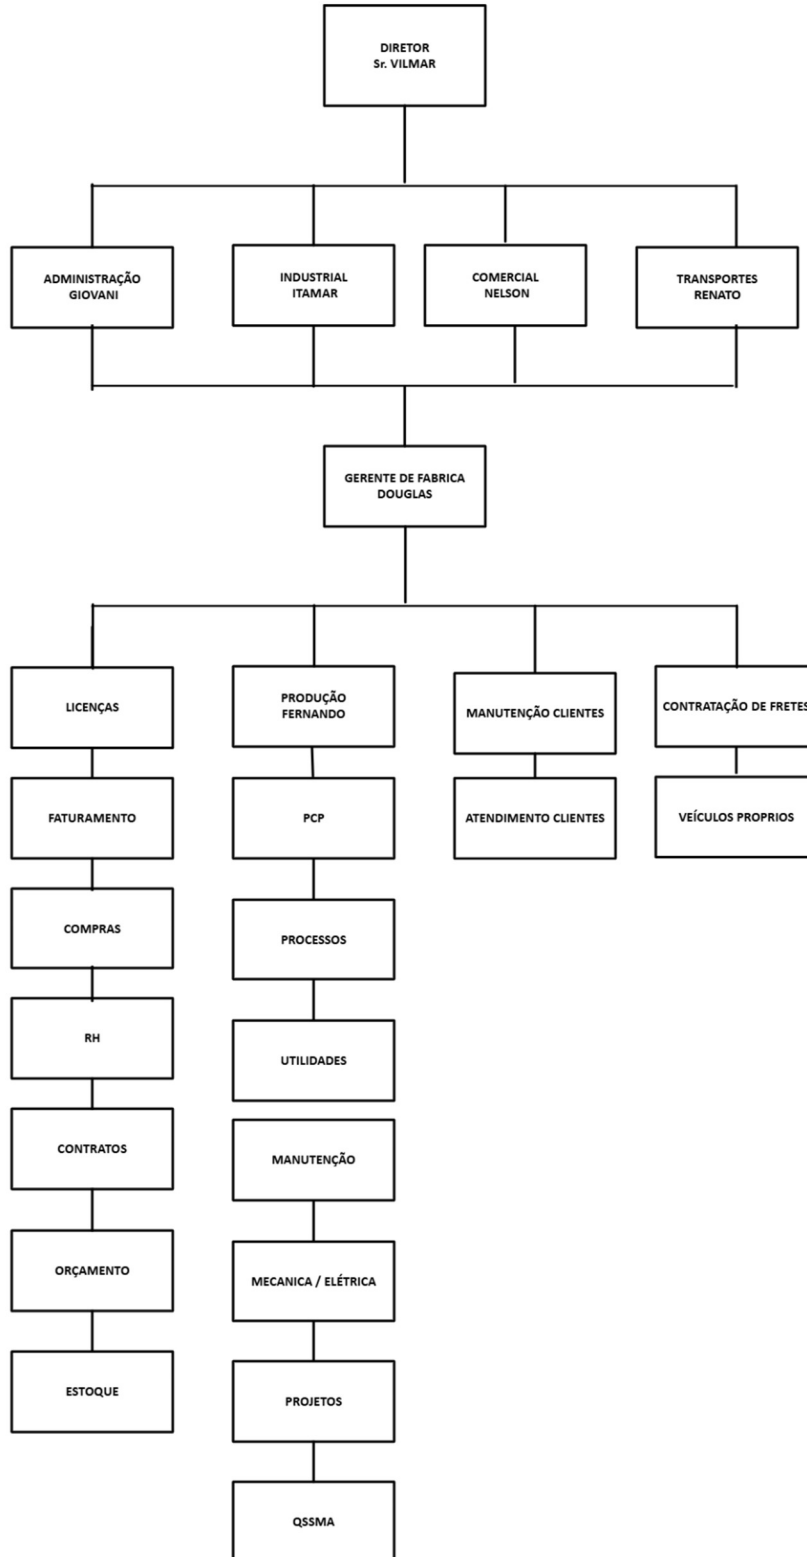 DIRETOR
Sr. VILMAR
ADMINISTRAÇÃO
GIOVANI
INDUSTRIAL
ITAMAR
COMERCIAL
NELSON
TRANSPORTES
RENATO
GERENTE DE FABRICA
DOUGLAS
LICENÇAS
PRODUÇÃO
FERNANDO
MANUTENÇÃO CLIENTES
CONTRATAÇÃO DE FRETES
FATURAMENTO
PCP
ATENDIMENTO CLIENTES
VEÍCULOS PROPRIOS
COMPRAS
PROCESSOS
RH
UTILIDADES
CONTRATOS
MANUTENÇÃO
ORÇAMENTO
MECANICA / ELÉTRICA
ESTOQUE
PROJETOS
QSSMA